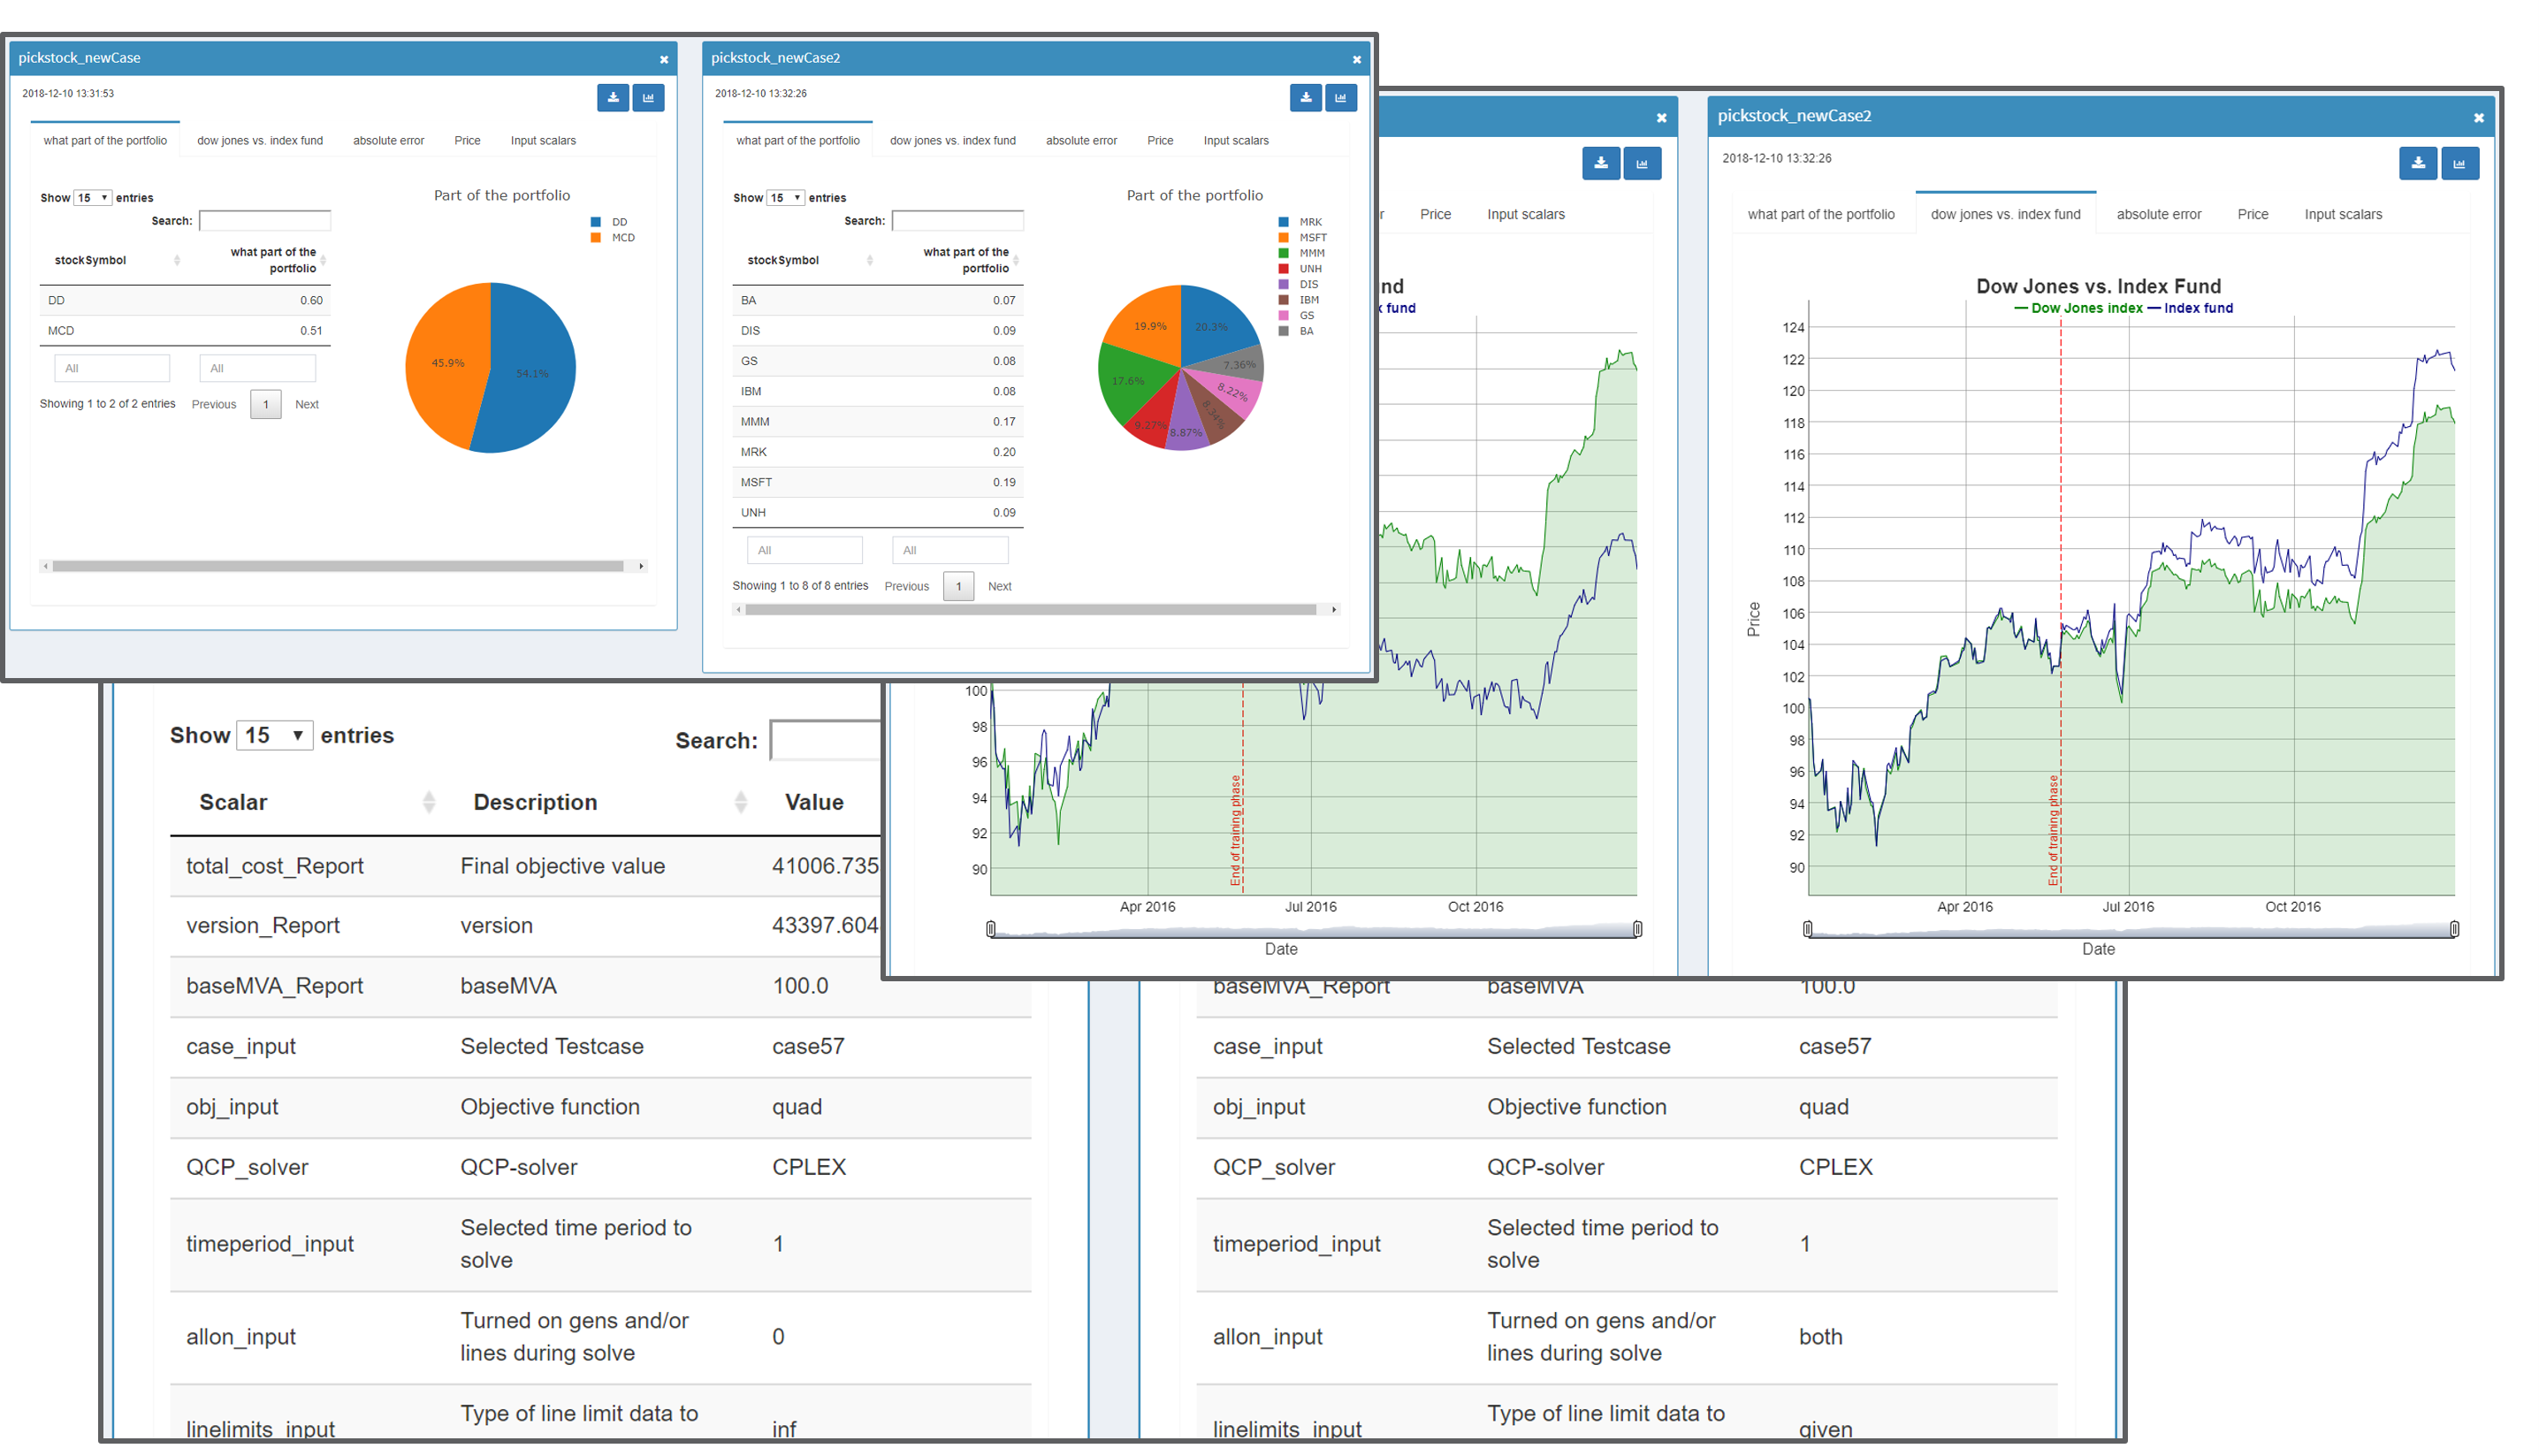 pickstock_newCase
2018-12-10 13:31:53
what part of the portfolio dow jones vs. index fund absolute error Price Input scalars
Show 15 entries
Search:
Part of the portfolio
DD
MCD
stockSymbol what part of the portfolio
DD 0.60
MCD 0.51
All All
Showing 1 to 2 of 2 entries Previous 1 Next
45.9% 54.1%
pickstock_newCase2
2018-12-10 13:32:26
what part of the portfolio dow jones vs. index fund absolute error Price Input scalars
Show 15 entries
Search:
Part of the portfolio
MRK
MSFT
MMM
UNH
DIS
IBM
GS
BA
stockSymbol what part of the portfolio
BA 0.07
DIS 0.09
GS 0.08
IBM 0.08
MMM 0.17
MRK 0.20
MSFT 0.19
UNH 0.09
All All
Showing 1 to 8 of 8 entries Previous 1 Next
19.9% 20.3%
7.36%
17.6% 8.22%
8.34%
9.27% 8.87%
r Price Input scalars
nd
x fund
100
98
96
94
92
90
End of training phase
Apr 2016 Jul 2016 Oct 2016
Date
pickstock_newCase2
2018-12-10 13:32:26
what part of the portfolio dow jones vs. index fund absolute error Price Input scalars
Dow Jones vs. Index Fund
Dow Jones index Index fund
124
122
120
118
116
114
112
110
108
106
104
102
100
98
96
94
92
90
Price
End of training phase
Apr 2016 Jul 2016 Oct 2016
Date
Show 15 entries
Search:
Scalar Description Value
total_cost_Report Final objective value 41006.735
version_Report version 43397.604
baseMVA_Report baseMVA 100.0
case_input Selected Testcase case57
obj_input Objective function quad
QCP_solver QCP-solver CPLEX
timeperiod_input Selected time period to solve 1
allon_input Turned on gens and/or lines during solve 0
linelimits_input Type of line limit data to inf
baseMVA_Report baseMVA 100.0
case_input Selected Testcase case57
obj_input Objective function quad
QCP_solver QCP-solver CPLEX
timeperiod_input Selected time period to solve 1
allon_input Turned on gens and/or lines during solve both
linelimits_input Type of line limit data to given